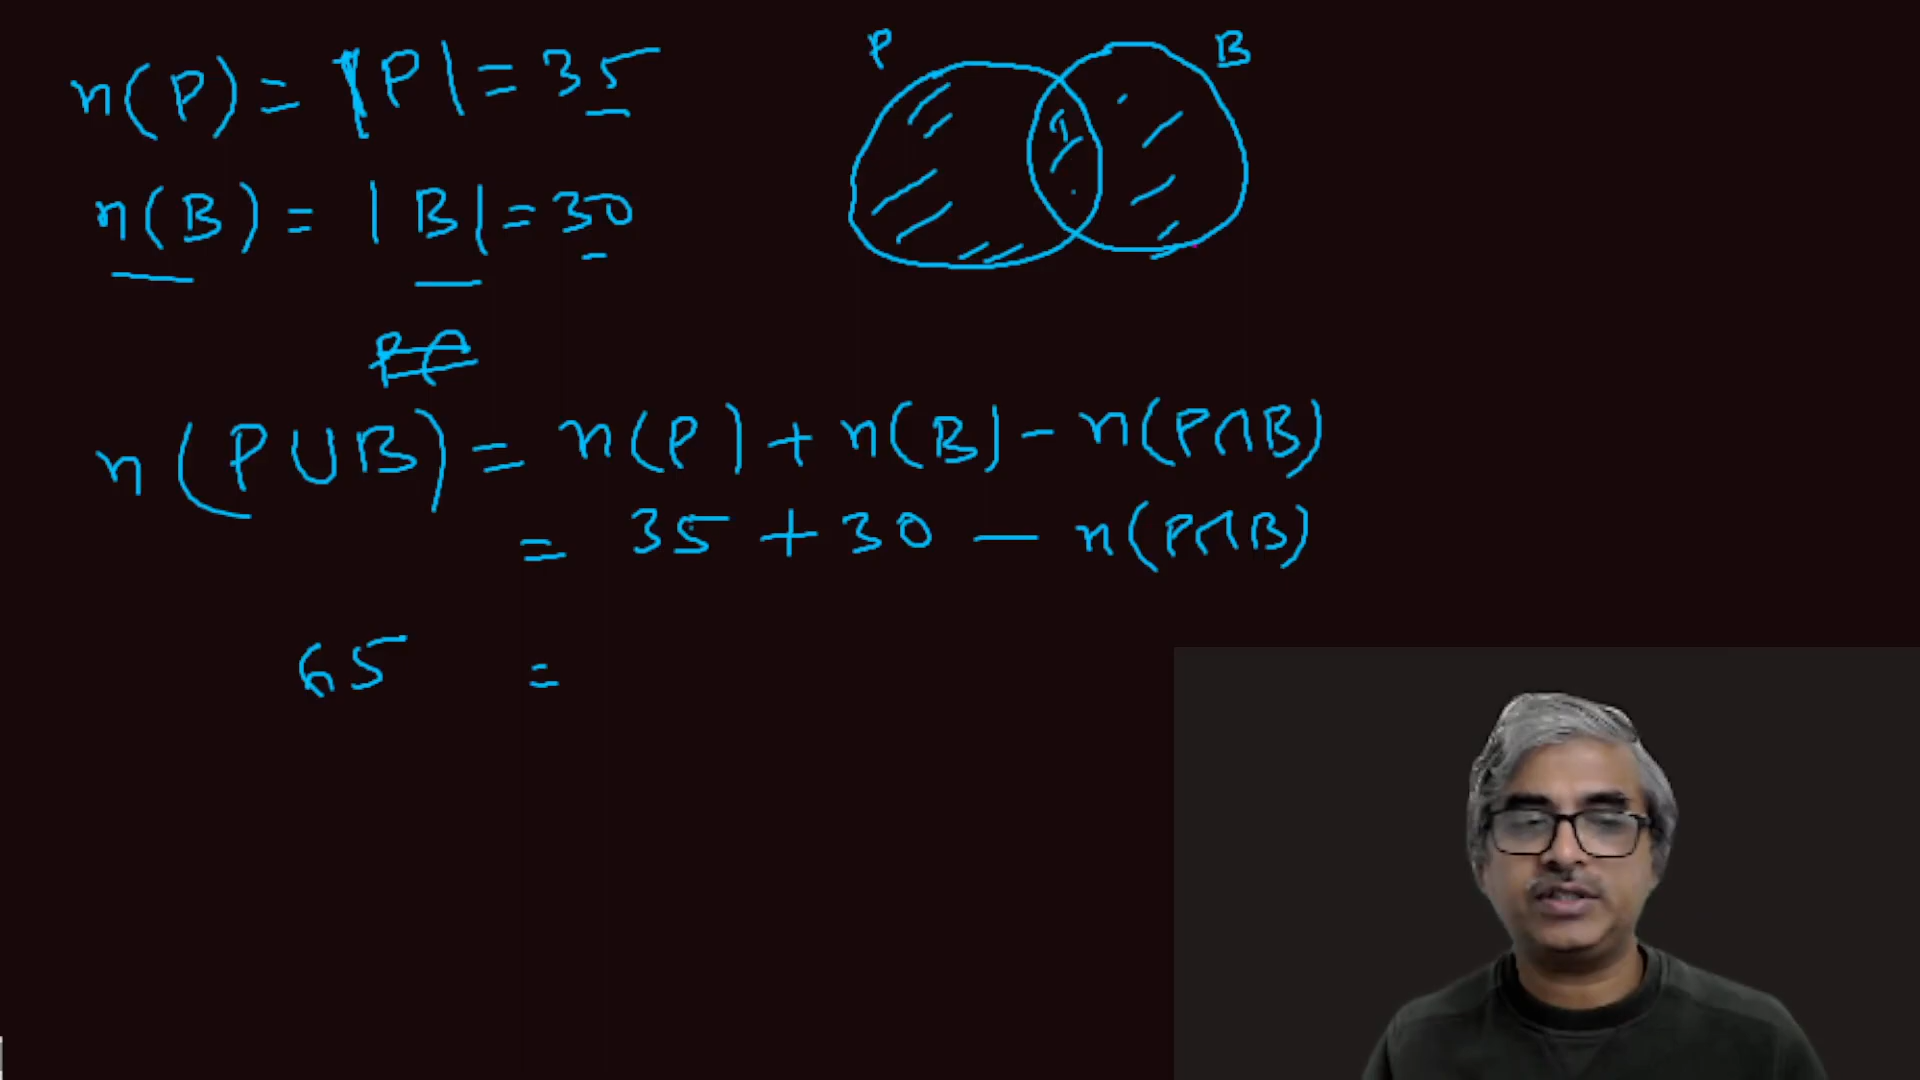 n(P) = |P| = 35
P B
n(B) = |B| = 30
n(P∪B) = n(P) + n(B) - n(P∩B)
= 35 + 30 - n(P∩B)
65 =